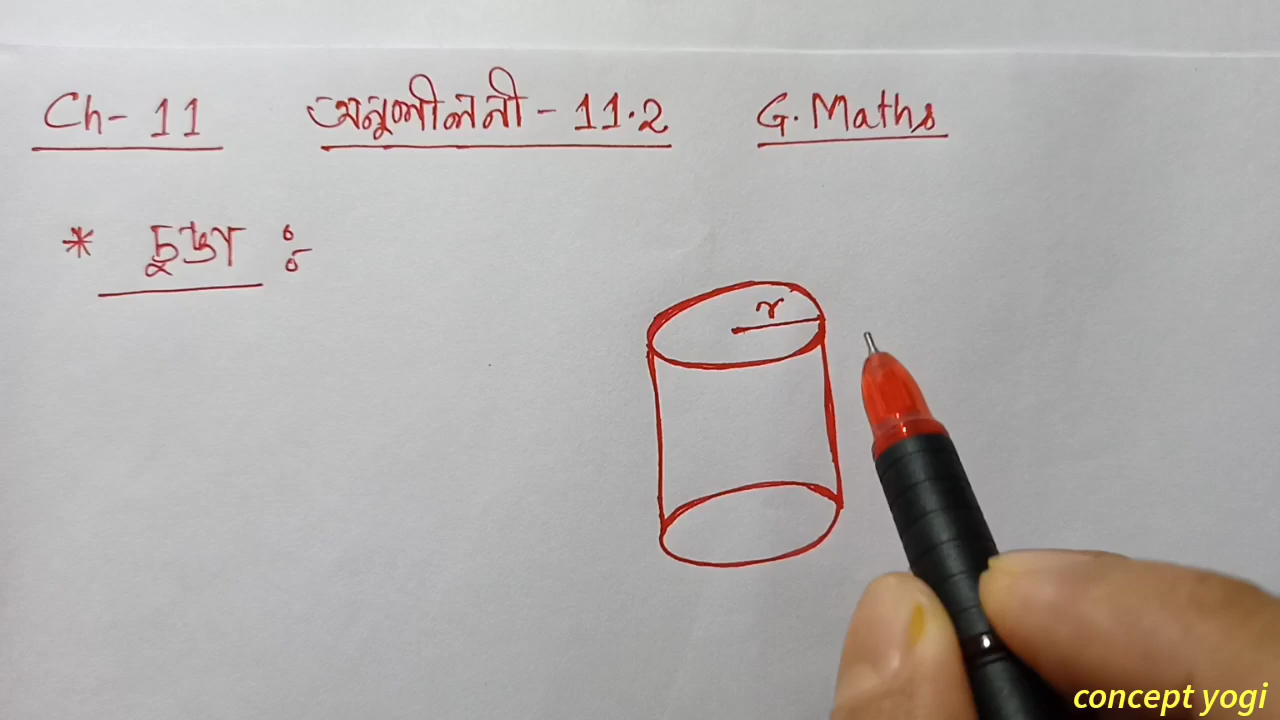 Ch- 11 অনুশীলনী - 11.2 G. Maths
* চুঙা :-
r
concept yogi